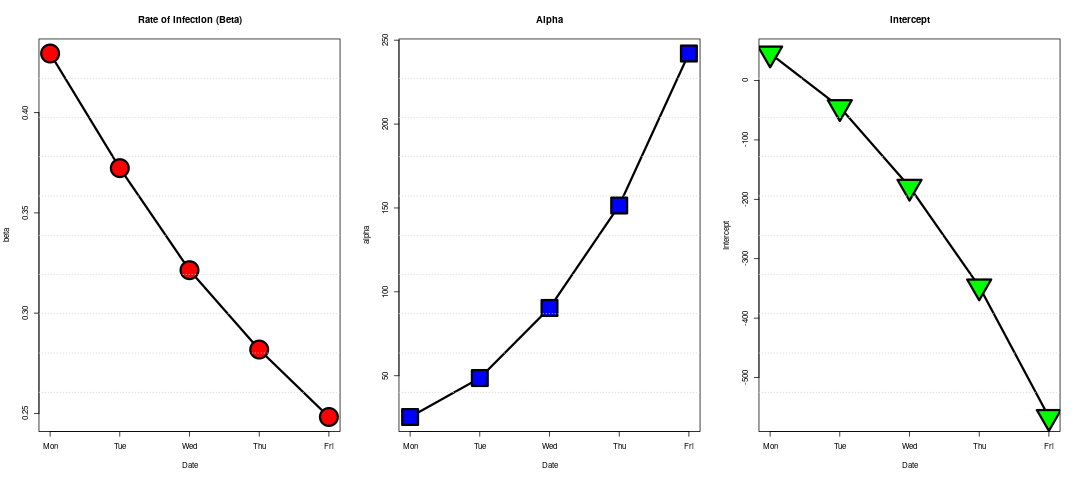 Rate of Infection (Beta)
beta
0.40
0.35
0.30
0.25
Mon Tue Wed Thu Fri
Date
Alpha
alpha
250
200
150
100
50
Mon Tue Wed Thu Fri
Date
Intercept
Intercept
0
-100
-200
-300
-400
-500
Mon Tue Wed Thu Fri
Date